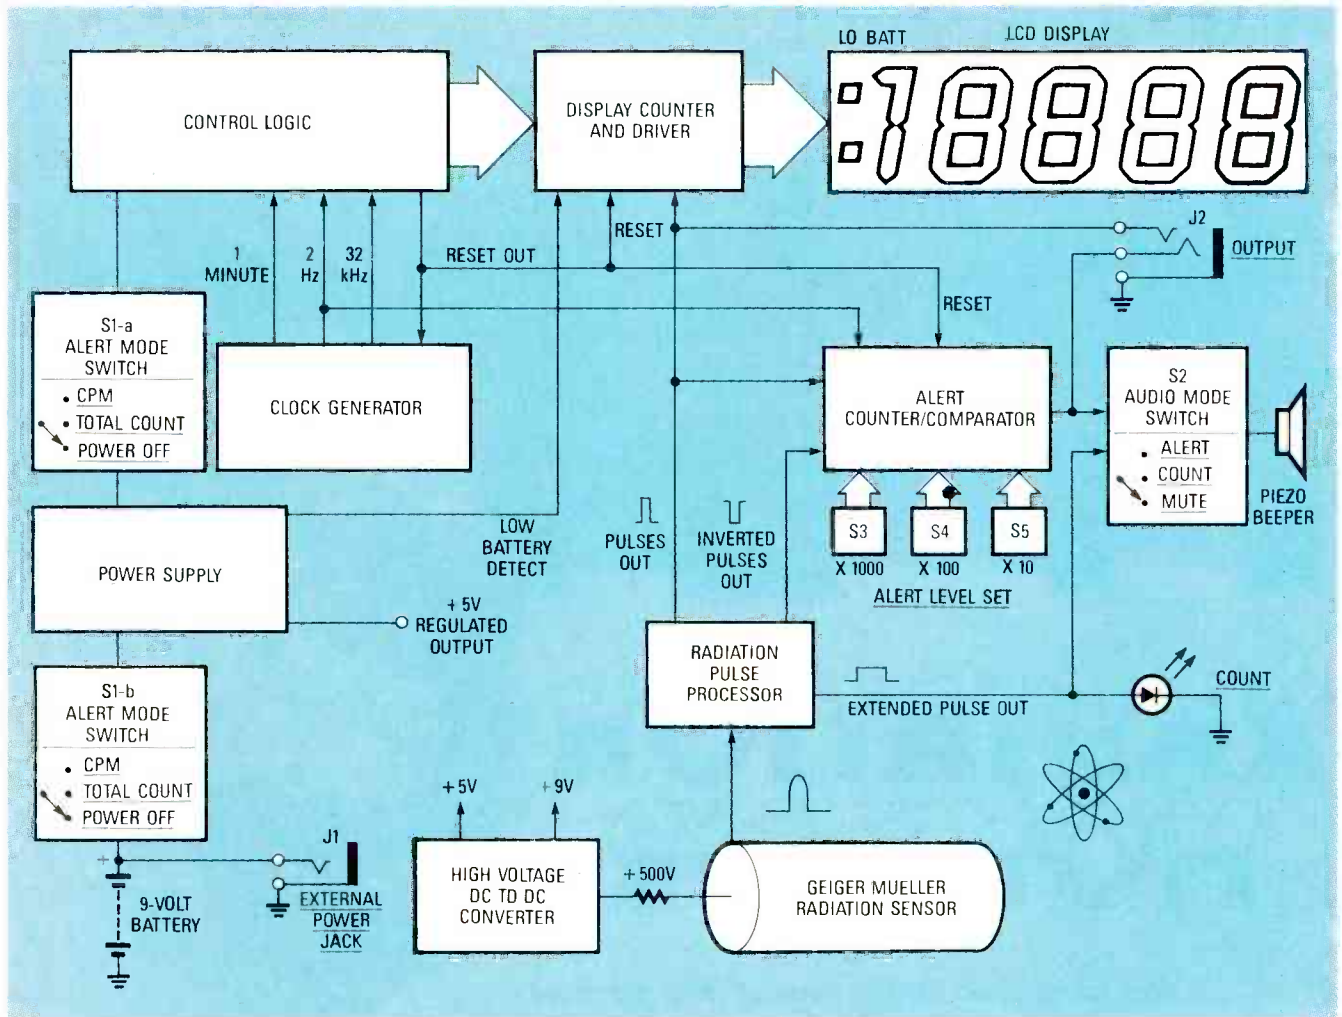 LO BATT
LCD DISPLAY
CONTROL LOGIC
DISPLAY COUNTER
AND DRIVER
:18888
1
MINUTE
2
Hz
32
kHz
RESET OUT
RESET
J2
OUTPUT
RESET
S1-a
ALERT MODE
SWITCH
• CPM
• TOTAL COUNT
• POWER OFF
CLOCK GENERATOR
ALERT
COUNTER/COMPARATOR
S2
AUDIO MODE
SWITCH
• ALERT
• COUNT
• MUTE
PIEZO
BEEPER
S3
S4
S5
X 1000
X 100
X 10
ALERT LEVEL SET
LOW
BATTERY
DETECT
PULSES
OUT
INVERTED
PULSES
OUT
POWER SUPPLY
+ 5V
REGULATED
OUTPUT
RADIATION
PULSE
PROCESSOR
EXTENDED PULSE OUT
COUNT
S1-b
ALERT MODE
SWITCH
• CPM
• TOTAL COUNT
• POWER OFF
+5V
+9V
J1
+
9-VOLT
BATTERY
EXTERNAL
POWER
JACK
HIGH VOLTAGE
DC TO DC
CONVERTER
+ 500V
GEIGER MUELLER
RADIATION SENSOR